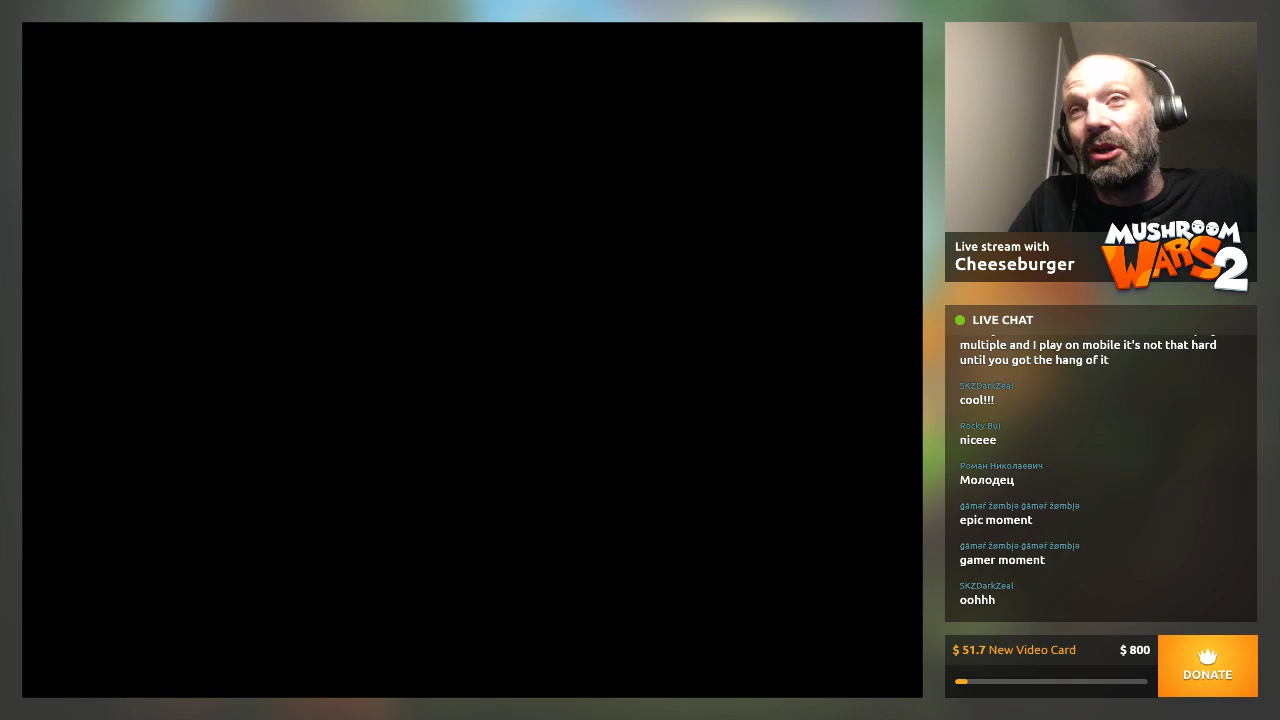 MUSHROOM
WARS
2
Live stream with
Cheeseburger
LIVE CHAT
multiple and I play on mobile it's not that hard
until you got the hang of it
SKZDarkZeal
cool!!!
Rocky Bui
niceee
Роман Николаевич
Молодец
epic moment
gamer moment
SKZDarkZeal
oohhh
$ 51.7 New Video Card
$ 800
DONATE